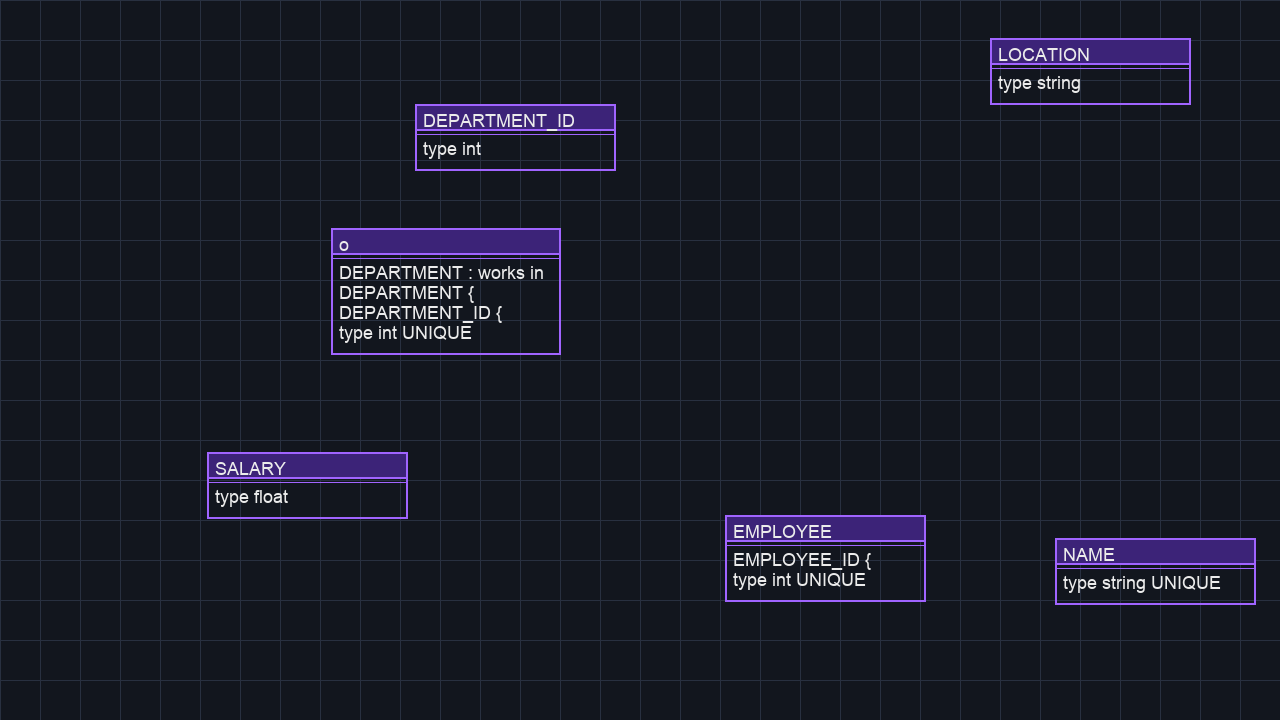 LOCATION
type string
DEPARTMENT_ID
type int
o
DEPARTMENT : works in
DEPARTMENT {
DEPARTMENT_ID {
type int UNIQUE
SALARY
type float
EMPLOYEE
EMPLOYEE_ID {
type int UNIQUE
NAME
type string UNIQUE